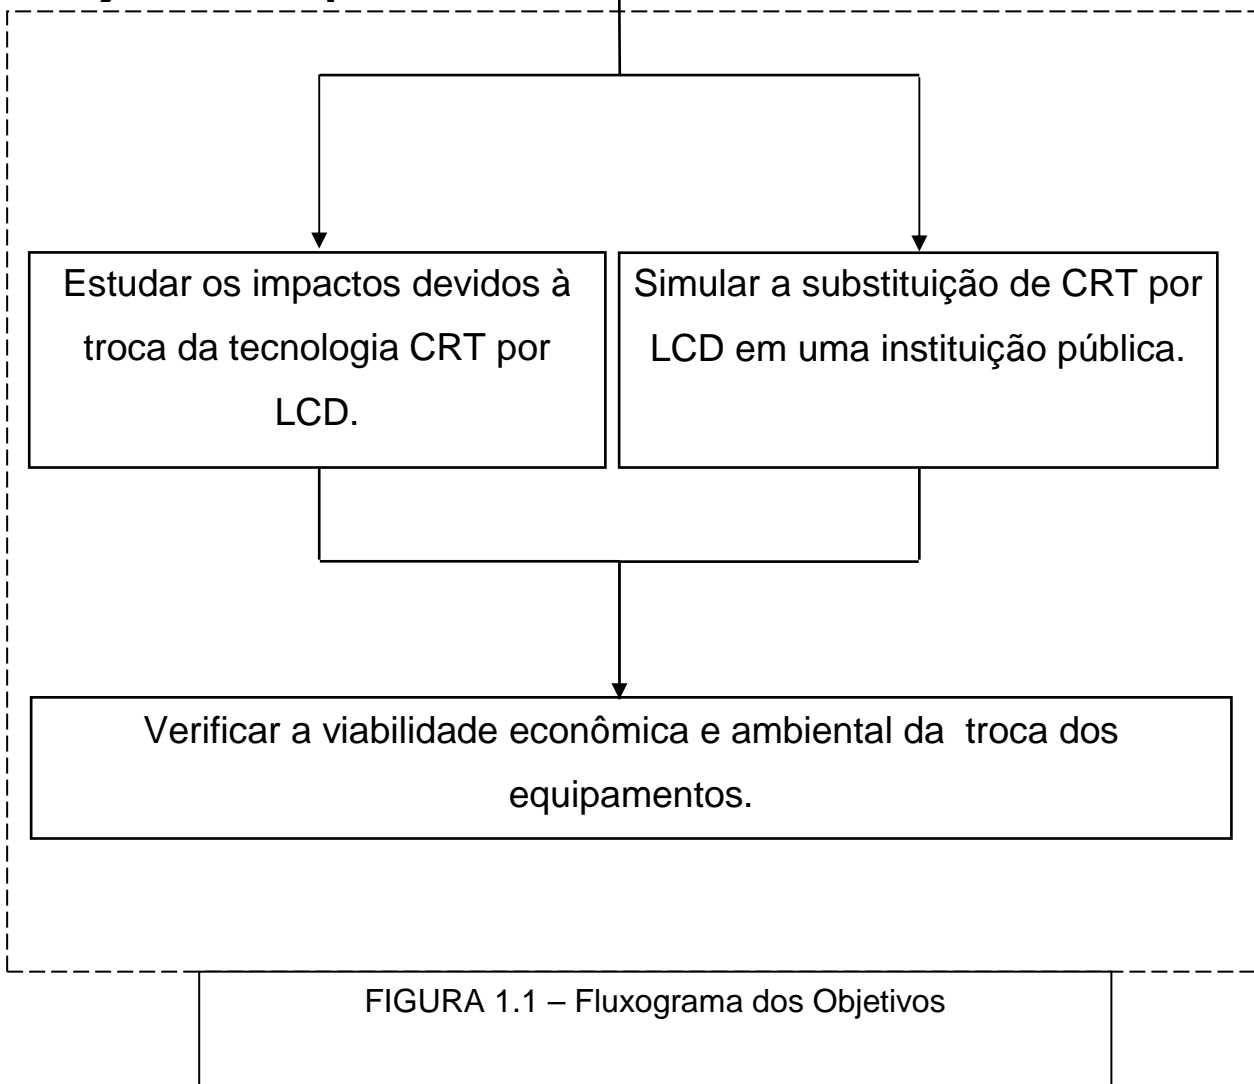 Estudar os impactos devidos à
troca da tecnologia CRT por
LCD.
Simular a substituição de CRT por
LCD em uma instituição pública.
Verificar a viabilidade econômica e ambiental da  troca dos
equipamentos.
FIGURA 1.1 – Fluxograma dos Objetivos